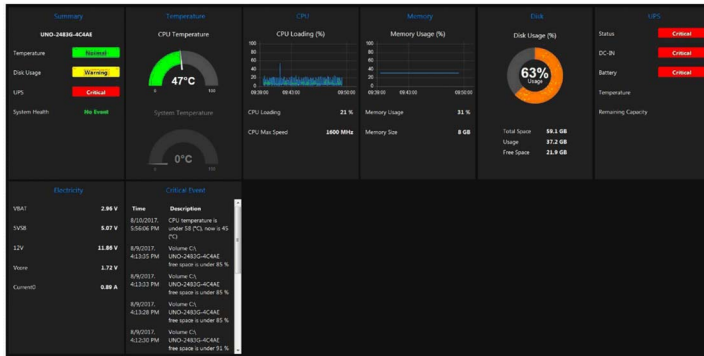 Summary
UNO-2483G-4C4AE
Temperature Normal
Disk Usage Warning
UPS Critical
System Health No Event
Temperature
CPU Temperature
47°C
0 100
System Temperature
0°C
0 100
CPU
CPU Loading (%)
100
80
60
40
20
0
09:39:00 09:43:00 09:50:00
CPU Loading 21 %
CPU Max Speed 1600 MHz
Memory
Memory Usage (%)
100
80
60
40
20
0
09:39:00 09:43:00 09:50:00
Memory Usage 31 %
Memory Size 8 GB
Disk
Disk Usage (%)
63%
Usage
Total Space 59.1 GB
Usage 37.2 GB
Free Space 21.9 GB
UPS
Status Critical
DC-IN Critical
Battery Critical
Temperature
Remaining Capacity
Electricity
VBAT 2.96 V
5VSB 5.07 V
12V 11.86 V
Vcore 1.72 V
Current0 0.89 A
Critical Event
Time Description
8/10/2017, CPU temperature is
5:56:06 PM under 58 (°C), now is 45
(°C)
8/9/2017, Volume C:\
4:13:35 PM UNO-2483G-4C4AE
free space is under 85 %
8/9/2017, Volume C:\
4:13:33 PM UNO-2483G-4C4AE
free space is under 85 %
8/9/2017, Volume C:\
4:13:28 PM UNO-2483G-4C4AE
free space is under 85 %
8/9/2017, Volume C:\
4:12:30 PM UNO-2483G-4C4AE
free space is under 91 %